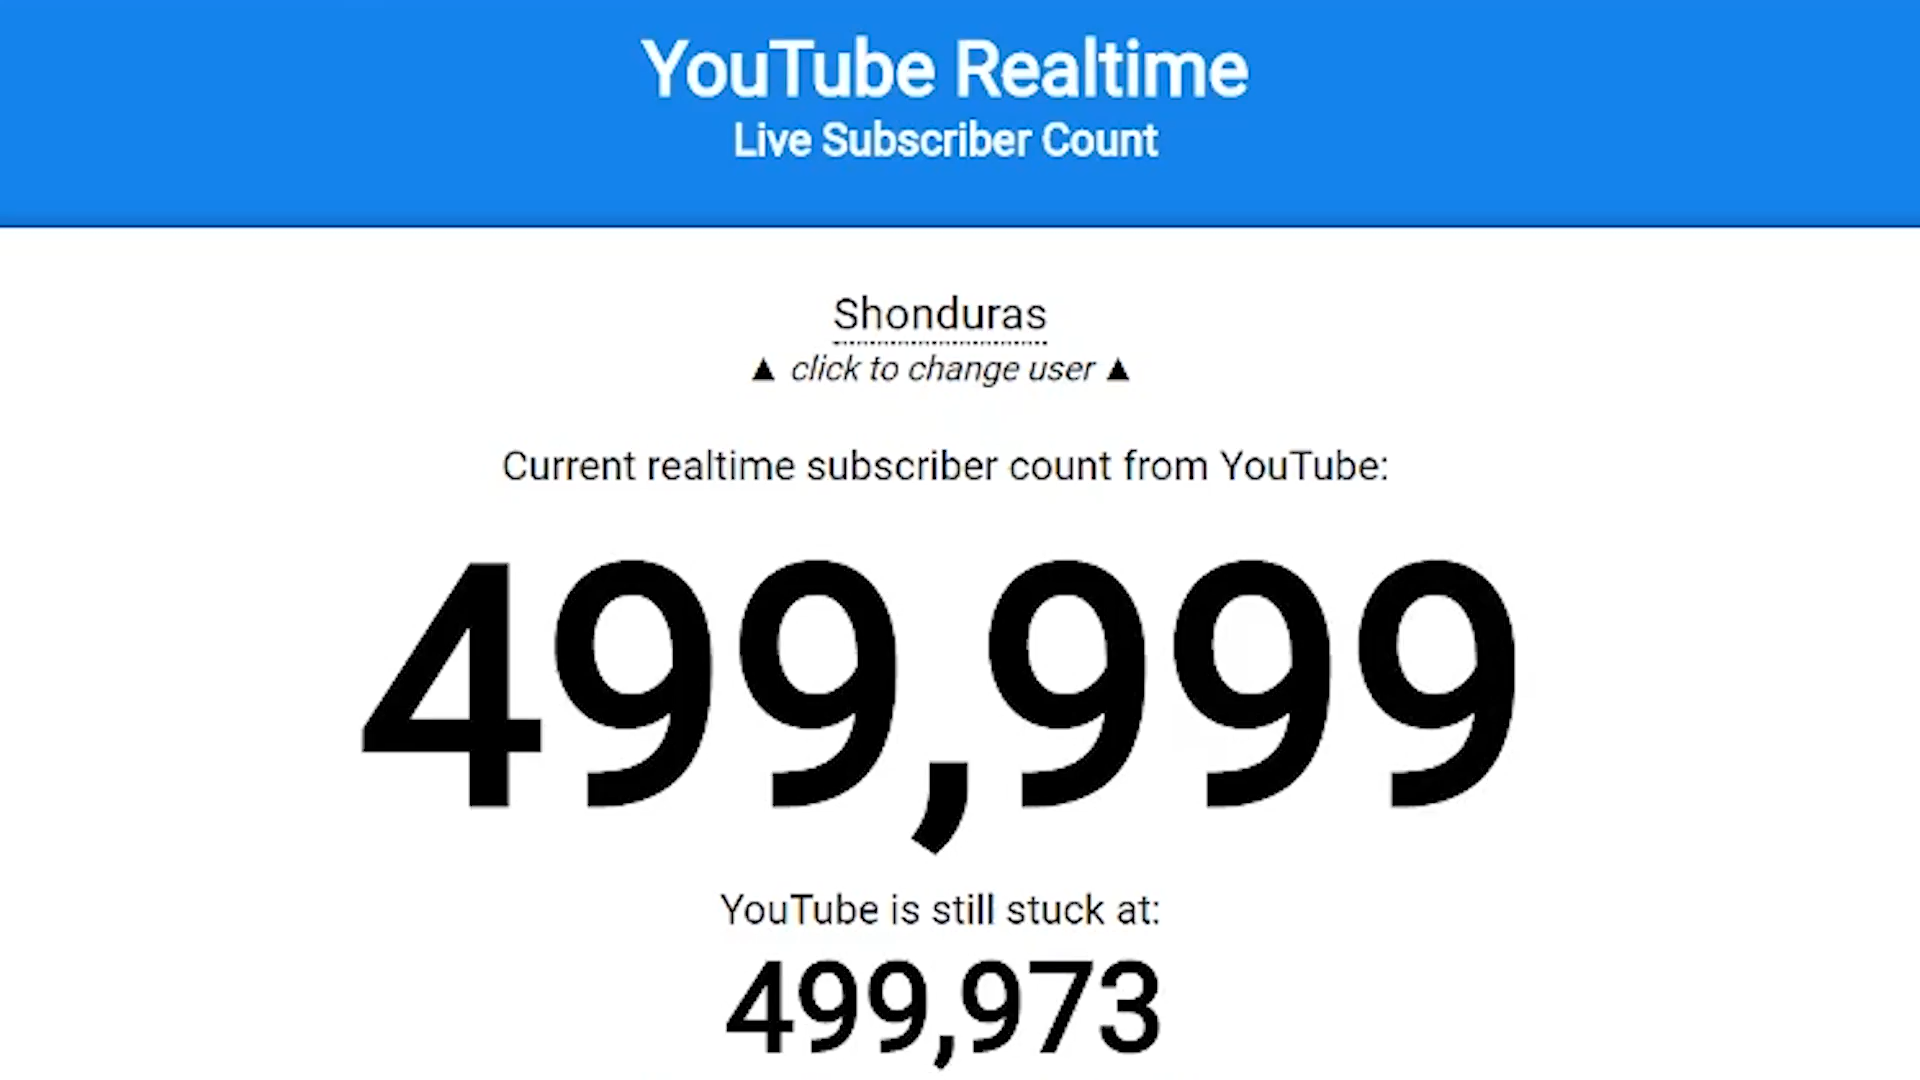 YouTube Realtime
Live Subscriber Count
Shonduras
▲ click to change user ▲
Current realtime subscriber count from YouTube:
499,999
YouTube is still stuck at:
499,973